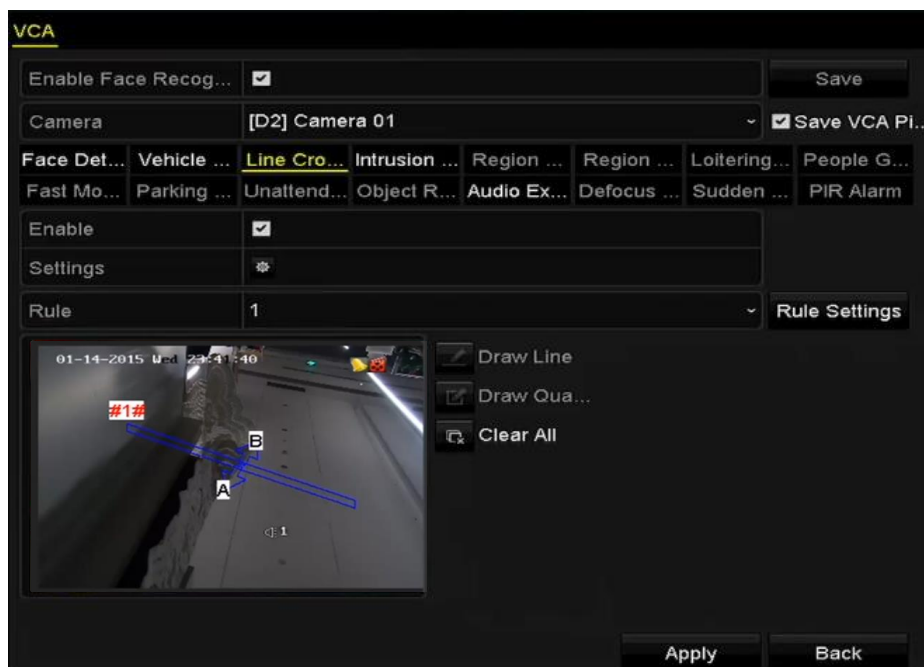 VCA
Enable Face Recog... Save
Camera [D2] Camera 01 Save VCA Pi..
Face Det... Vehicle ... Line Cro... Intrusion ... Region ... Region ... Loitering... People G...
Fast Mo... Parking ... Unattend... Object R... Audio Ex... Defocus ... Sudden ... PIR Alarm
Enable
Settings
Rule 1 Rule Settings
01-14-2015 Wed 23:41:40
#1#
B
A
1
Draw Line
Draw Qua...
Clear All
Apply Back